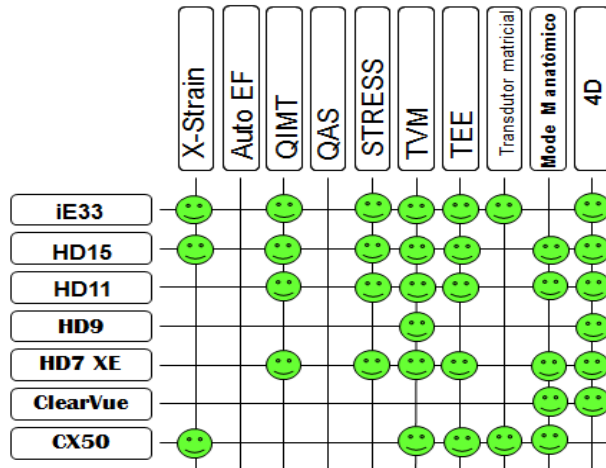 X-Strain
Auto EF
QIMT
QAS
STRESS
TVM
TEE
Transdutor matricial
Mode M anatòmico
4D
iE33
HD15
HD11
HD9
HD7 XE
ClearVue
CX50